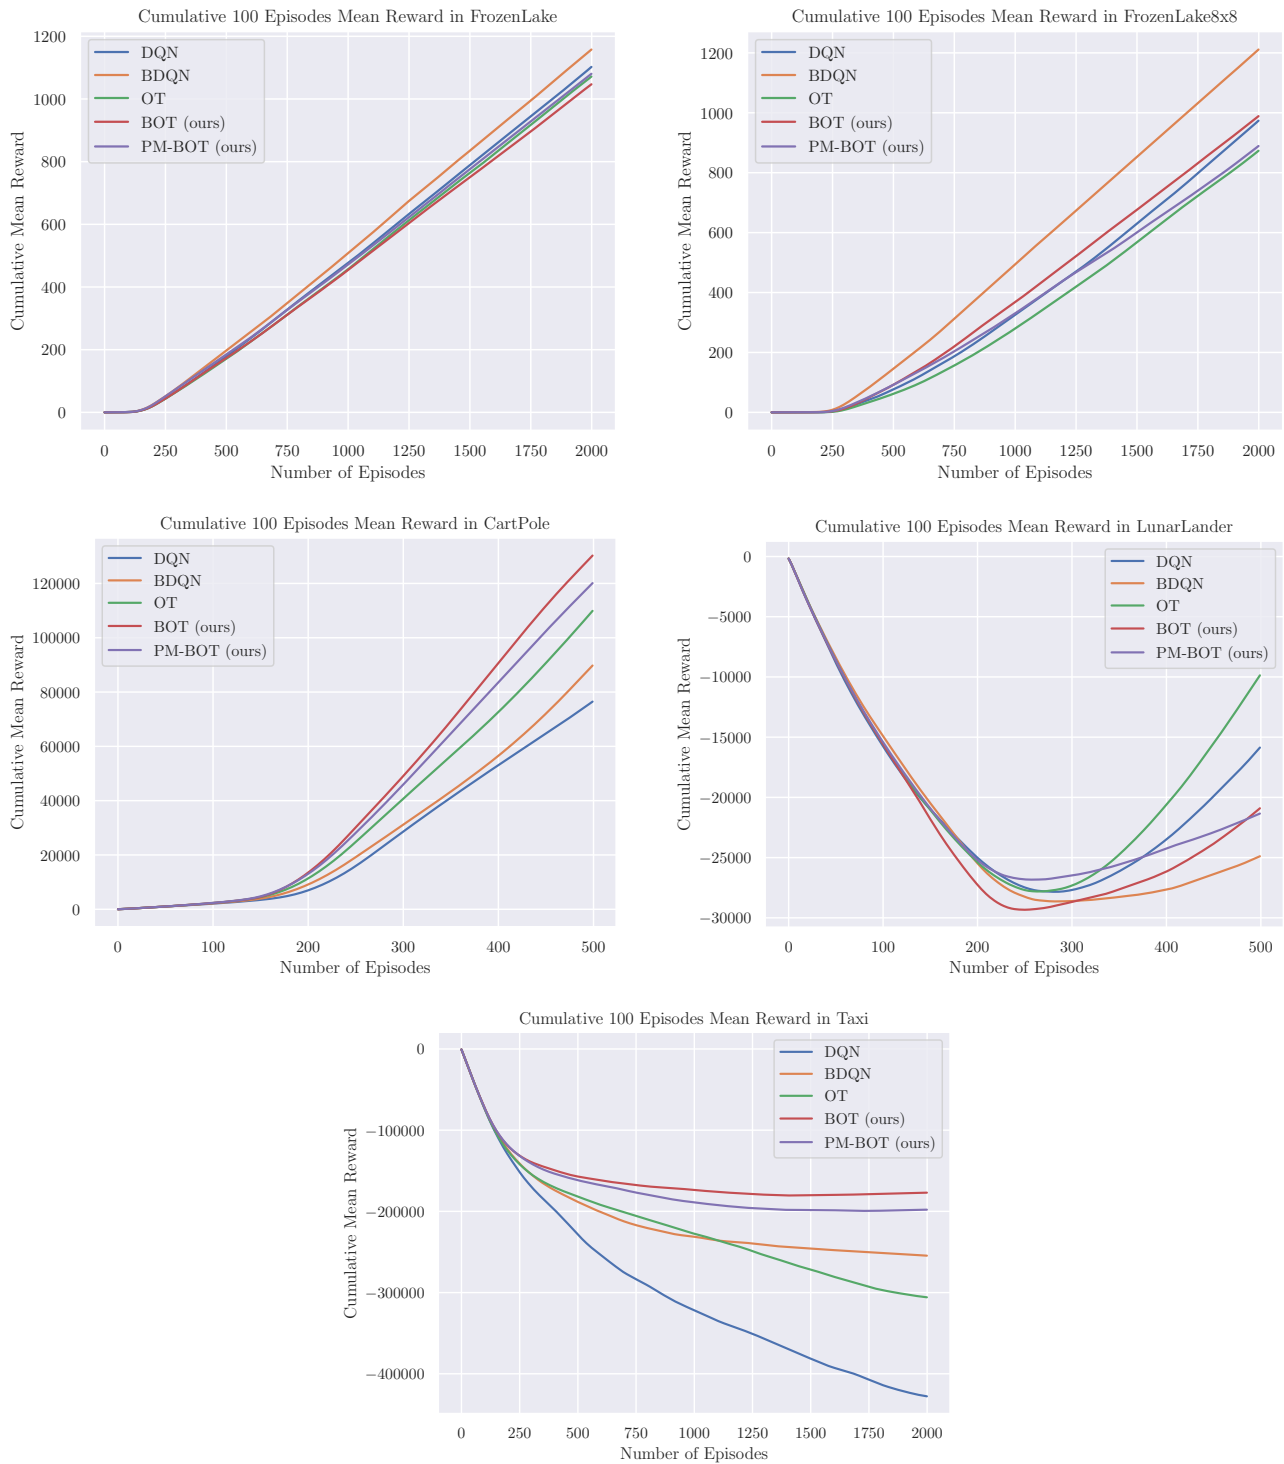 Cumulative 100 Episodes Mean Reward in FrozenLake
Cumulative Mean Reward
1200
1000
800
600
400
200
0
DQN
BDQN
OT
BOT (ours)
PM-BOT (ours)
0 250 500 750 1000 1250 1500 1750 2000
Number of Episodes
Cumulative 100 Episodes Mean Reward in FrozenLake8x8
Cumulative Mean Reward
1200
1000
800
600
400
200
0
DQN
BDQN
OT
BOT (ours)
PM-BOT (ours)
0 250 500 750 1000 1250 1500 1750 2000
Number of Episodes
Cumulative 100 Episodes Mean Reward in CartPole
Cumulative Mean Reward
120000
100000
80000
60000
40000
20000
0
DQN
BDQN
OT
BOT (ours)
PM-BOT (ours)
0 100 200 300 400 500
Number of Episodes
Cumulative 100 Episodes Mean Reward in LunarLander
Cumulative Mean Reward
0
−5000
−10000
−15000
−20000
−25000
−30000
DQN
BDQN
OT
BOT (ours)
PM-BOT (ours)
0 100 200 300 400 500
Number of Episodes
Cumulative 100 Episodes Mean Reward in Taxi
Cumulative Mean Reward
0
−100000
−200000
−300000
−400000
DQN
BDQN
OT
BOT (ours)
PM-BOT (ours)
0 250 500 750 1000 1250 1500 1750 2000
Number of Episodes